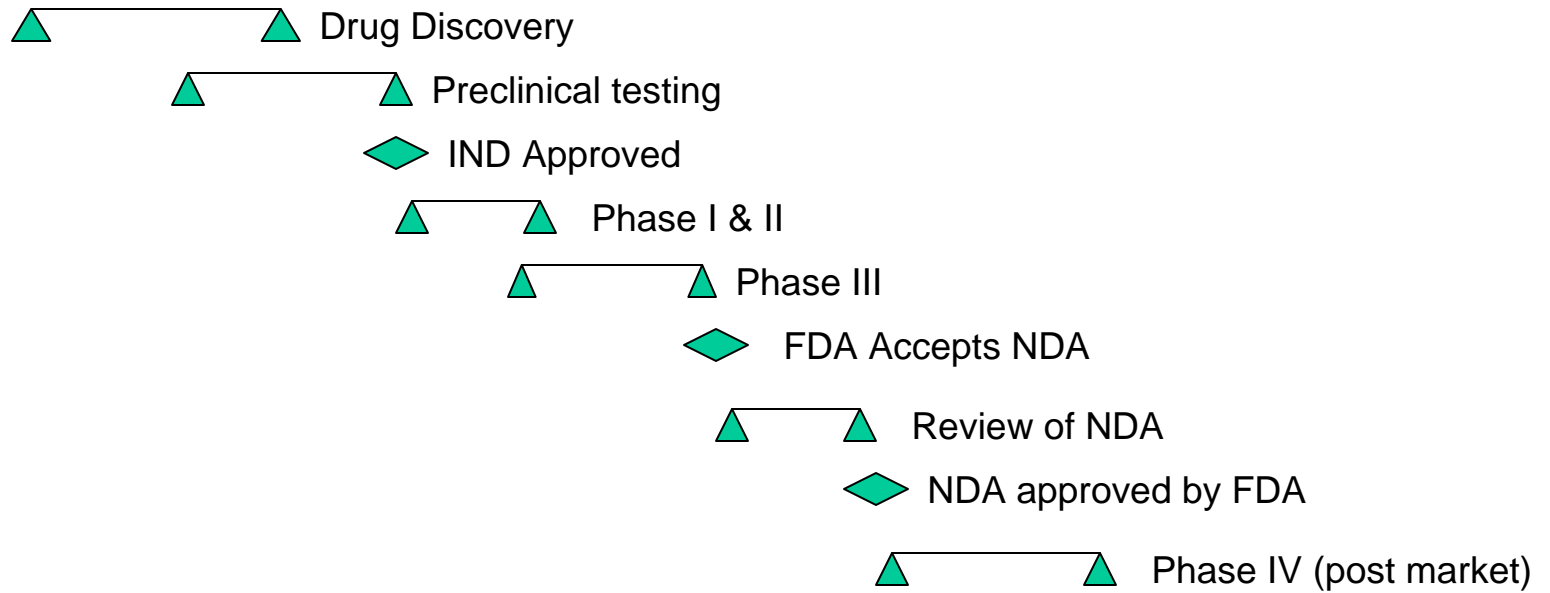 Drug Discovery
Preclinical testing
IND Approved
Phase I & II
Phase III
FDA Accepts NDA
Review of NDA
NDA approved by FDA
Phase IV (post market)